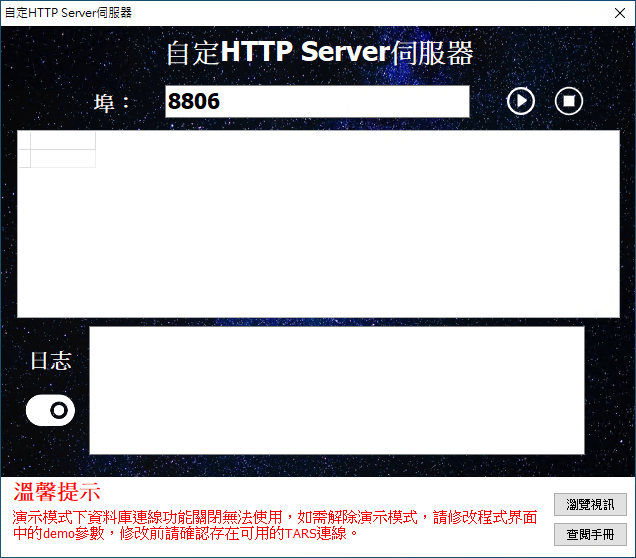 自定HTTP Server伺服器
自定HTTP Server伺服器
埠：
8806
日志
溫馨提示
演示模式下資料庫連線功能關閉無法使用，如需解除演示模式，請修改程式界面
中的demo參數，修改前請確認存在可用的TARS連線。
瀏覽視訊
查閱手冊